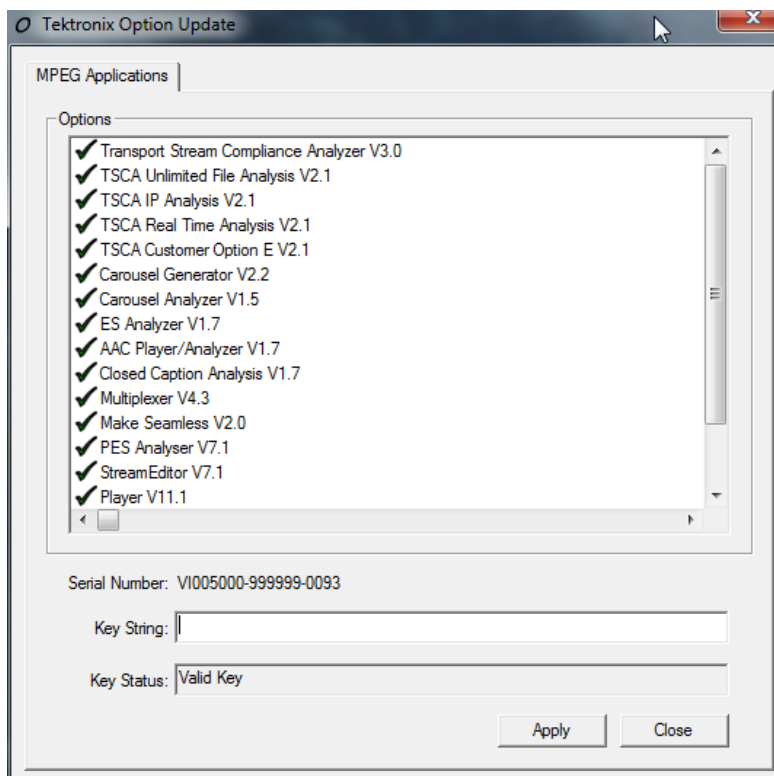 Tektronix Option Update
MPEG Applications
Options
Transport Stream Compliance Analyzer V3.0
TSCA Unlimited File Analysis V2.1
TSCA IP Analysis V2.1
TSCA Real Time Analysis V2.1
TSCA Customer Option E V2.1
Carousel Generator V2.2
Carousel Analyzer V1.5
ES Analyzer V1.7
AAC Player/Analyzer V1.7
Closed Caption Analysis V1.7
Multiplexer V4.3
Make Seamless V2.0
PES Analyser V7.1
StreamEditor V7.1
Player V11.1
Serial Number: VI005000-999999-0093
Key String:
Key Status: Valid Key
Apply Close